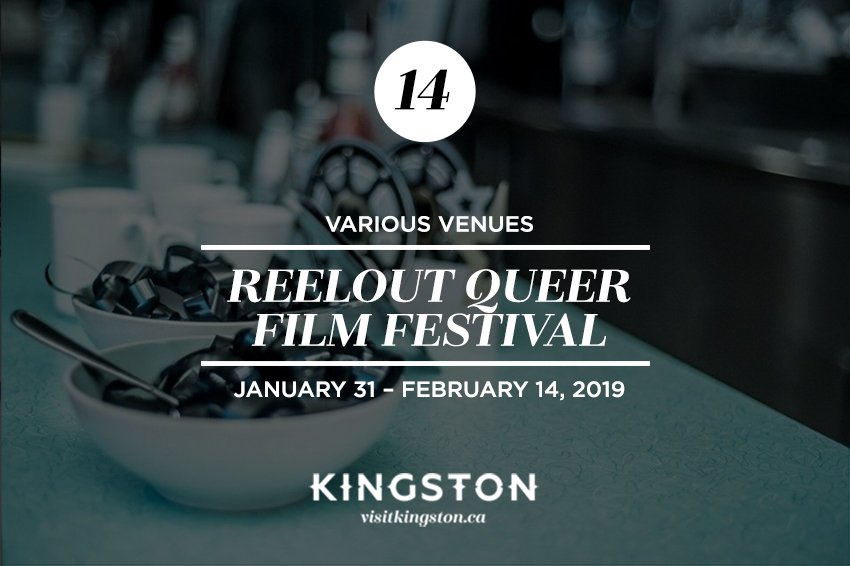 14
VARIOUS VENUES
REELOUT QUEER
FILM FESTIVAL
JANUARY 31 – FEBRUARY 14, 2019
KINGSTON
visitkingston.ca